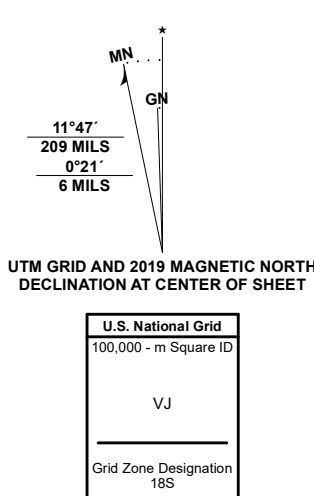 ★
MN
GN
11°47´
209 MILS
0°21´
6 MILS
UTM GRID AND 2019 MAGNETIC NORTH
DECLINATION AT CENTER OF SHEET
U.S. National Grid
100,000 - m Square ID
VJ
Grid Zone Designation
18S